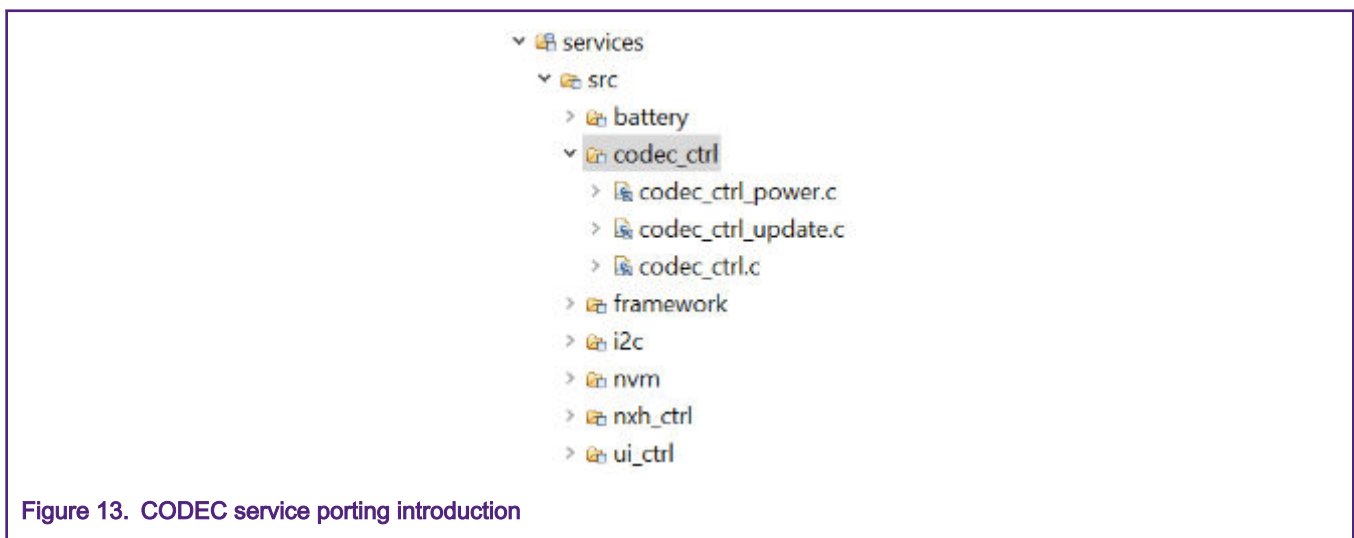 services
src
battery
codec_ctrl
codec_ctrl_power.c
codec_ctrl_update.c
codec_ctrl.c
framework
i2c
nvm
nxh_ctrl
ui_ctrl
Figure 13. CODEC service porting introduction